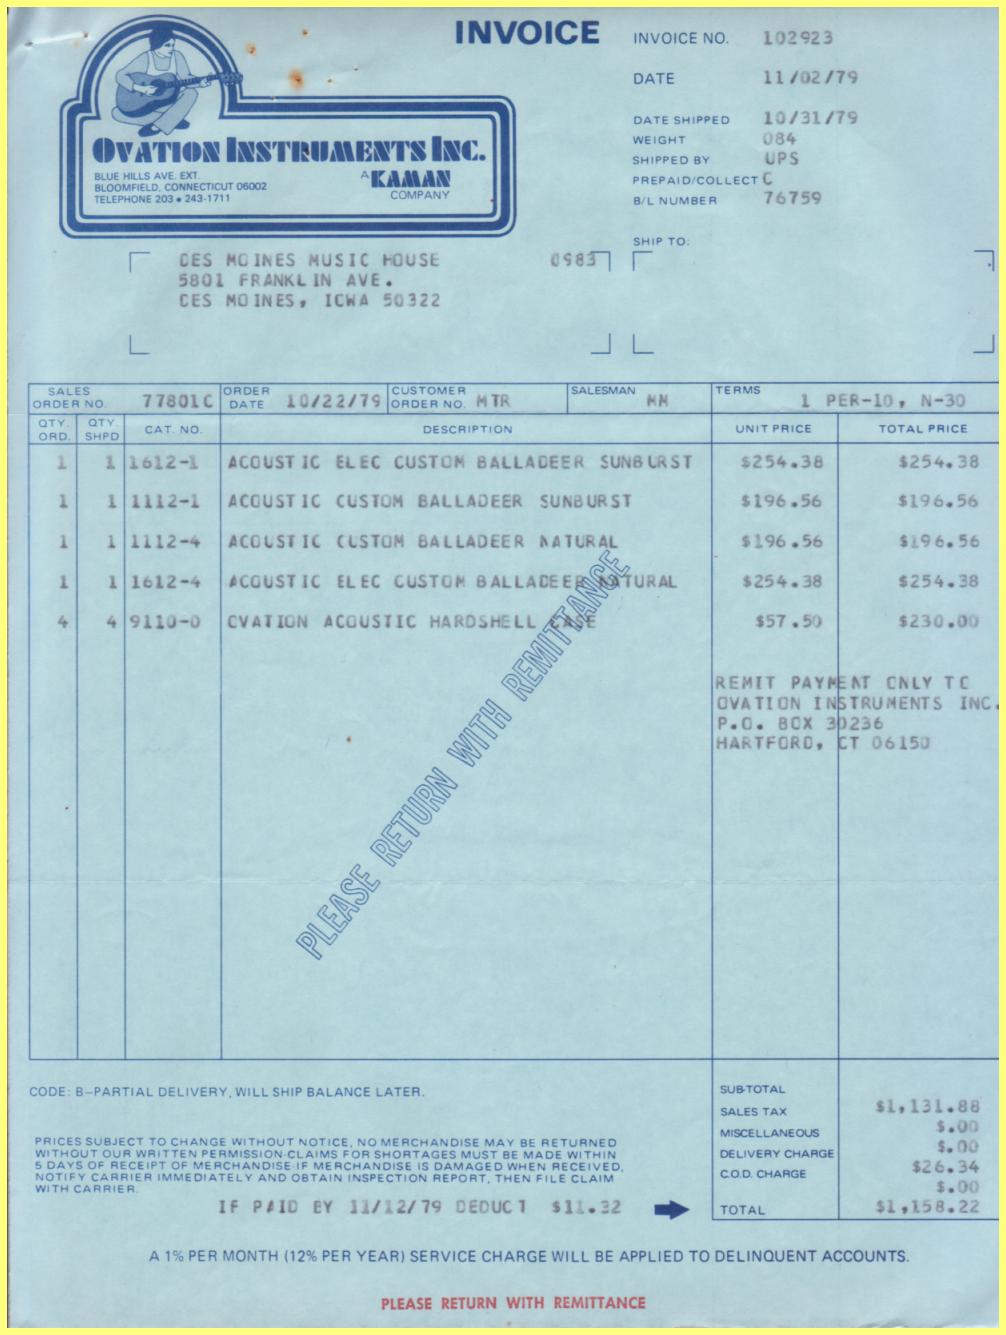 INVOICE
INVOICE NO. 102923
DATE 11/02/79
DATE SHIPPED 10/31/79
WEIGHT 084
SHIPPED BY UPS
PREPAID/COLLECT C
B/L NUMBER 76759
OVATION INSTRUMENTS INC.
BLUE HILLS AVE. EXT.
BLOOMFIELD, CONNECTICUT 06002
TELEPHONE 203 • 243-1711
A KAMAN
COMPANY
SHIP TO:
DES MOINES MUSIC HOUSE 0983
5801 FRANKLIN AVE.
DES MOINES, IOWA 50322
SALES ORDER NO. 77801C ORDER DATE 10/22/79 CUSTOMER ORDER NO. MTR SALESMAN MM TERMS 1 PER-10, N-30
QTY. ORD. QTY. SHPD CAT. NO. DESCRIPTION UNIT PRICE TOTAL PRICE
1 1 1612-1 ACOUSTIC ELEC CUSTOM BALLADEER SUNBURST $254.38 $254.38
1 1 1112-1 ACOUSTIC CUSTOM BALLADEER SUNBURST $196.56 $196.56
1 1 1112-4 ACOUSTIC CUSTOM BALLADEER NATURAL $196.56 $196.56
1 1 1612-4 ACOUSTIC ELEC CUSTOM BALLADEER NATURAL $254.38 $254.38
4 4 9110-0 OVATION ACOUSTIC HARDSHELL CASE $57.50 $230.00
REMIT PAYMENT ONLY TO
OVATION INSTRUMENTS INC.
P.O. BOX 30236
HARTFORD, CT 06150
PLEASE RETURN WITH REMITTANCE
CODE: B—PARTIAL DELIVERY, WILL SHIP BALANCE LATER.
SUB-TOTAL $1,131.88
SALES TAX $.00
MISCELLANEOUS $.00
DELIVERY CHARGE $26.34
C.O.D. CHARGE $.00
TOTAL $1,158.22
PRICES SUBJECT TO CHANGE WITHOUT NOTICE, NO MERCHANDISE MAY BE RETURNED
WITHOUT OUR WRITTEN PERMISSION-CLAIMS FOR SHORTAGES MUST BE MADE WITHIN
5 DAYS OF RECEIPT OF MERCHANDISE-IF MERCHANDISE IS DAMAGED WHEN RECEIVED,
NOTIFY CARRIER IMMEDIATELY AND OBTAIN INSPECTION REPORT, THEN FILE CLAIM
WITH CARRIER.
IF PAID BY 11/12/79 DEDUCT $11.32
A 1% PER MONTH (12% PER YEAR) SERVICE CHARGE WILL BE APPLIED TO DELINQUENT ACCOUNTS.
PLEASE RETURN WITH REMITTANCE